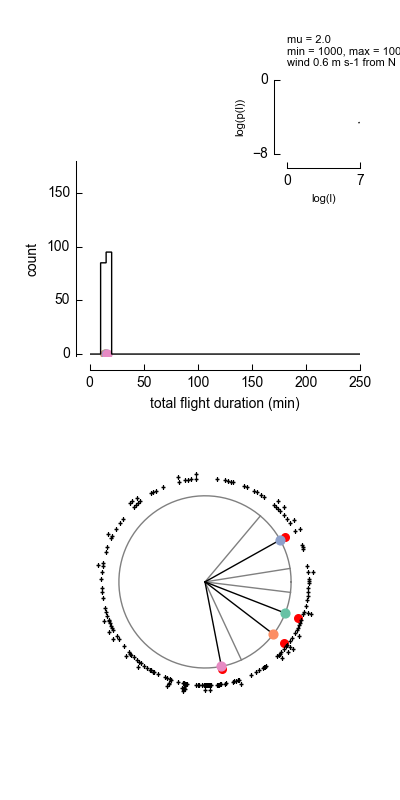 mu = 2.0
min = 1000, max = 100
wind 0.6 m s-1 from N
0
log(p(l))
−8
0 7
log(l)
150
100
50
0
count
0 50 100 150 200 250
total flight duration (min)